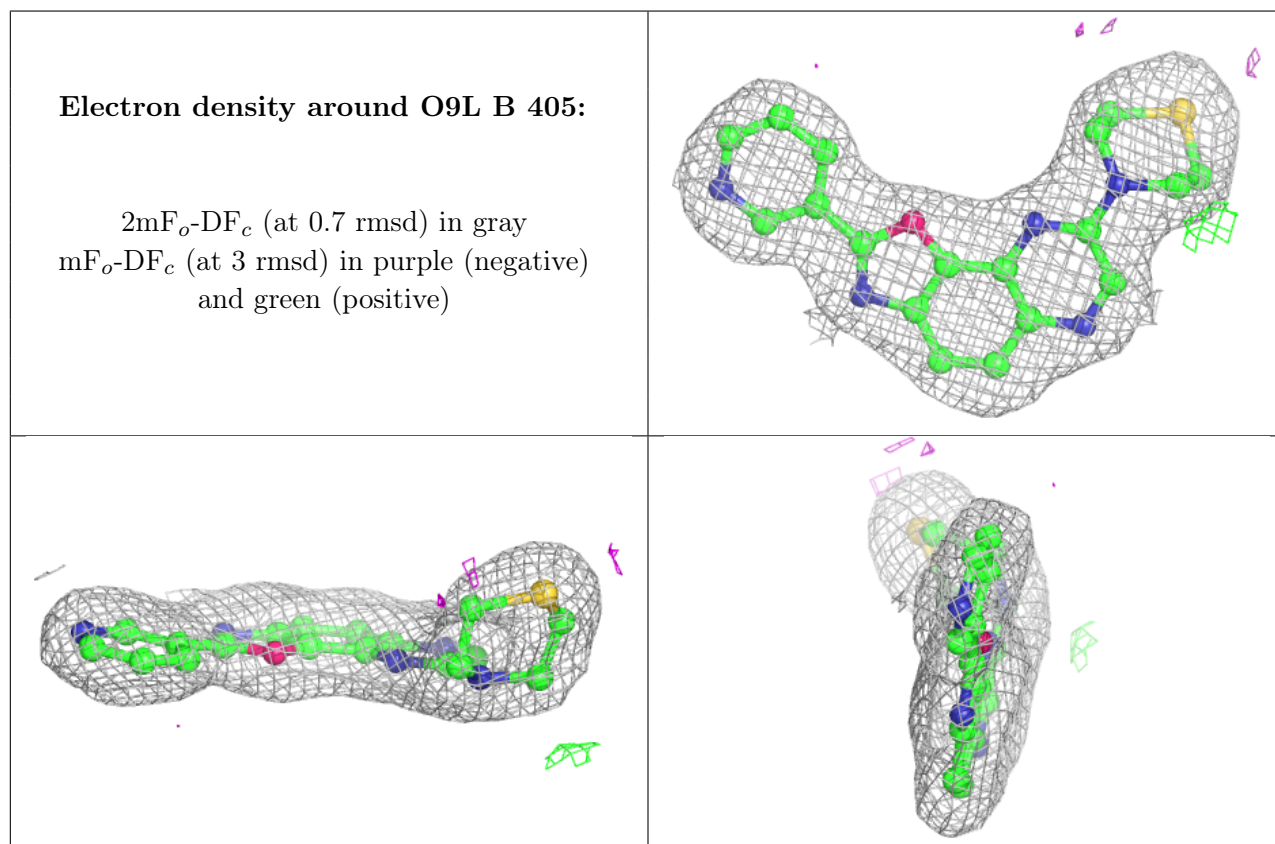 Electron density around O9L B 405:
2mFo-DFc (at 0.7 rmsd) in gray
mFo-DFc (at 3 rmsd) in purple (negative)
and green (positive)